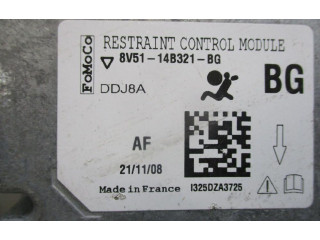 FoMoCo
RESTRAINT CONTROL MODULE
8V51-14B321-BG
DDJ8A
BG
AF
21/11/08
Made in France
I325DZA3725